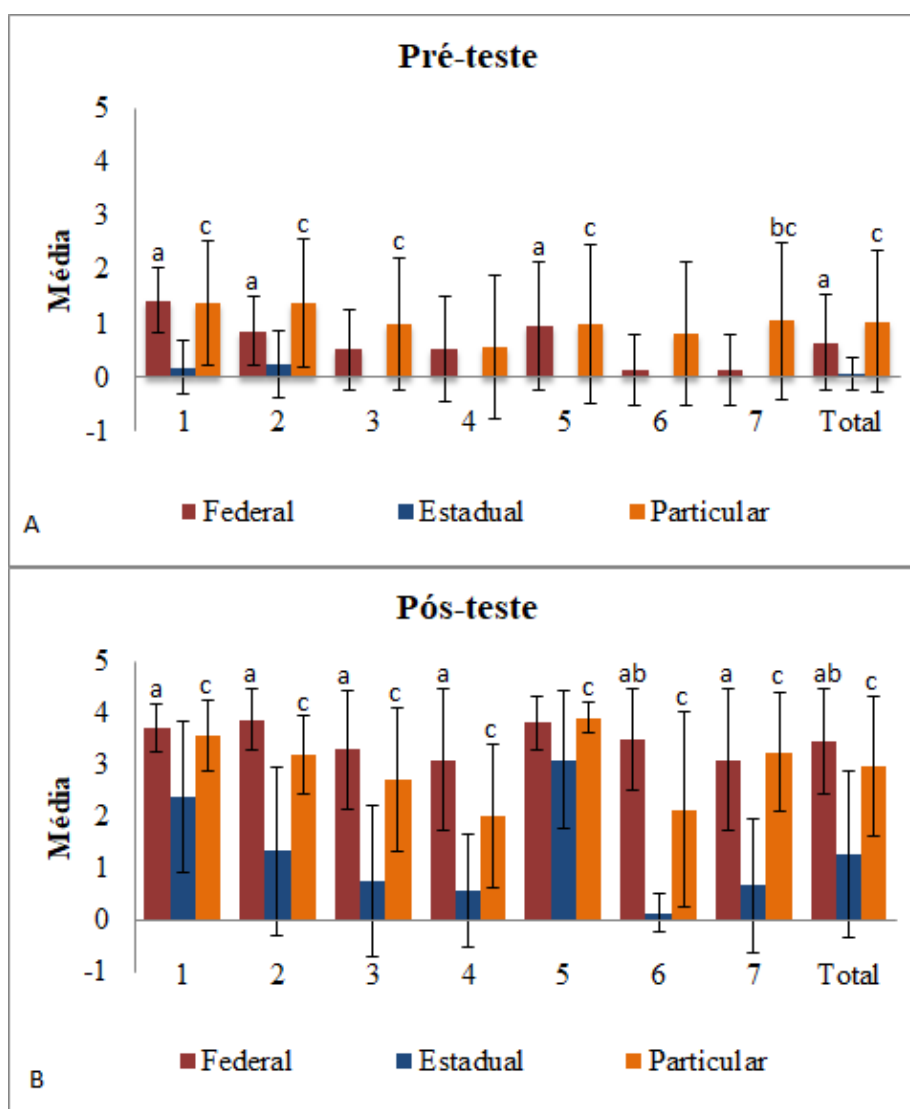 Pré-teste
5
4
3
2
1
0
-1
Média
a c a c c a c bc a c
1 2 3 4 5 6 7 Total
Federal Estadual Particular
A
Pós-teste
5
4
3
2
1
0
-1
Média
a c a c a c a c c ab c a c ab c
1 2 3 4 5 6 7 Total
Federal Estadual Particular
B